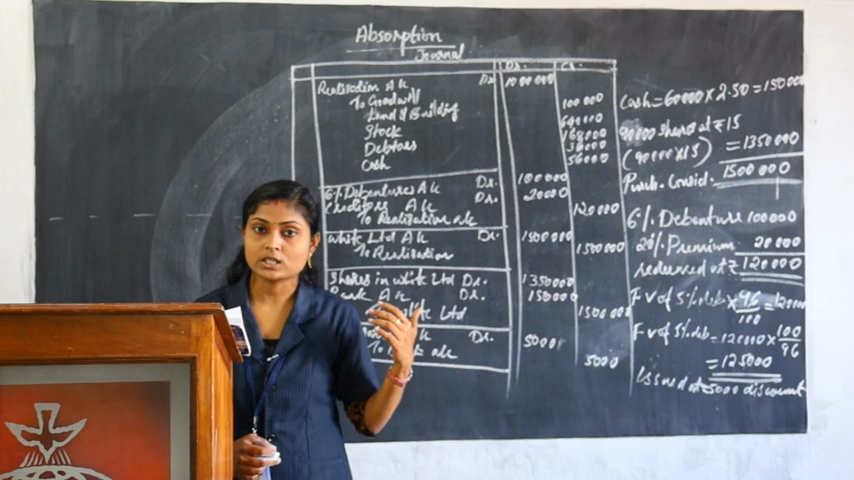 Absorption
Journal
Dr. Cr.
Realisation A/c Dr 1000000
To Goodwill 100000
Land & Building 640000
Stock 168000
Debtors
Cash 56000
6% Debentures A/c Dr. 100000
Creditors A/c Dr. 20000
To Realisation a/c 120000
White Ltd A/c Dr. 1500000
To Realisation 1500000
Shares in white Ltd Dr. 1350000
Bank A/c Dr. 150000
Ltd 1500000
Dr. 5000
To a/c 5000
Cash = 60000 × 2.50 = 150000
90000 shares at ₹ 15
(90000×15) = 1350000
Purch. Consid. 1500000
6% Debenture 100000
20% Premium 20000
redeemed at ₹ 120000
F v of 5% deb × 96/100 = 120000
F v of 5% deb = 120000 × 100/96
= 125000
Issued at 5000 discount